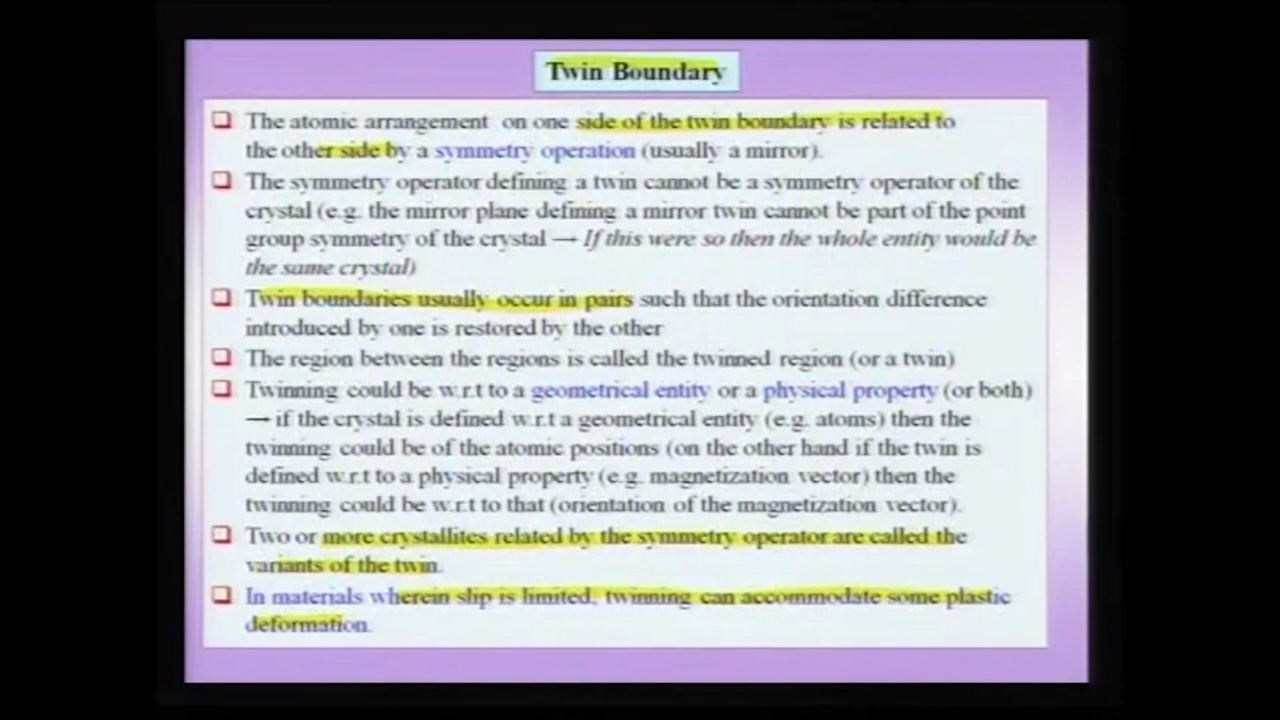 Twin Boundary
The atomic arrangement on one side of the twin boundary is related to
the other side by a symmetry operation (usually a mirror).
The symmetry operator defining a twin cannot be a symmetry operator of the
crystal (e.g. the mirror plane defining a mirror twin cannot be part of the point
group symmetry of the crystal → If this were so then the whole entity would be
the same crystal)
Twin boundaries usually occur in pairs such that the orientation difference
introduced by one is restored by the other
The region between the regions is called the twinned region (or a twin)
Twinning could be w.r.t to a geometrical entity or a physical property (or both)
→ if the crystal is defined w.r.t a geometrical entity (e.g. atoms) then the
twinning could be of the atomic positions (on the other hand if the twin is
defined w.r.t to a physical property (e.g. magnetization vector) then the
twinning could be w.r.t to that (orientation of the magnetization vector).
Two or more crystallites related by the symmetry operator are called the
variants of the twin.
In materials wherein slip is limited, twinning can accommodate some plastic
deformation.